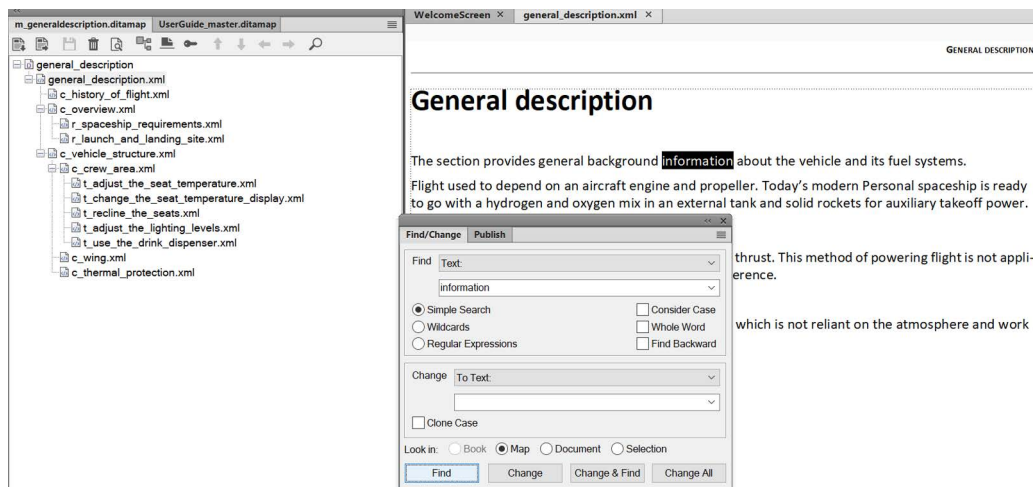 m_generaldescription.ditamap UserGuide_master.ditamap
general_description
general_description.xml
c_history_of_flight.xml
c_overview.xml
r_spaceship_requirements.xml
r_launch_and_landing_site.xml
c_vehicle_structure.xml
c_crew_area.xml
t_adjust_the_seat_temperature.xml
t_change_the_seat_temperature_display.xml
t_recline_the_seats.xml
t_adjust_the_lighting_levels.xml
t_use_the_drink_dispenser.xml
c_wing.xml
c_thermal_protection.xml
WelcomeScreen × general_description.xml ×
GENERAL DESCRIPTION
General description
The section provides general background information about the vehicle and its fuel systems.
Flight used to depend on an aircraft engine and propeller. Today's modern Personal spaceship is ready
to go with a hydrogen and oxygen mix in an external tank and solid rockets for auxiliary takeoff power.
thrust. This method of powering flight is not appli-
erence.
which is not reliant on the atmosphere and work
Find/Change Publish
Find Text:
information
Simple Search Consider Case
Wildcards Whole Word
Regular Expressions Find Backward
Change To Text:
Clone Case
Look in: Book Map Document Selection
Find Change Change & Find Change All